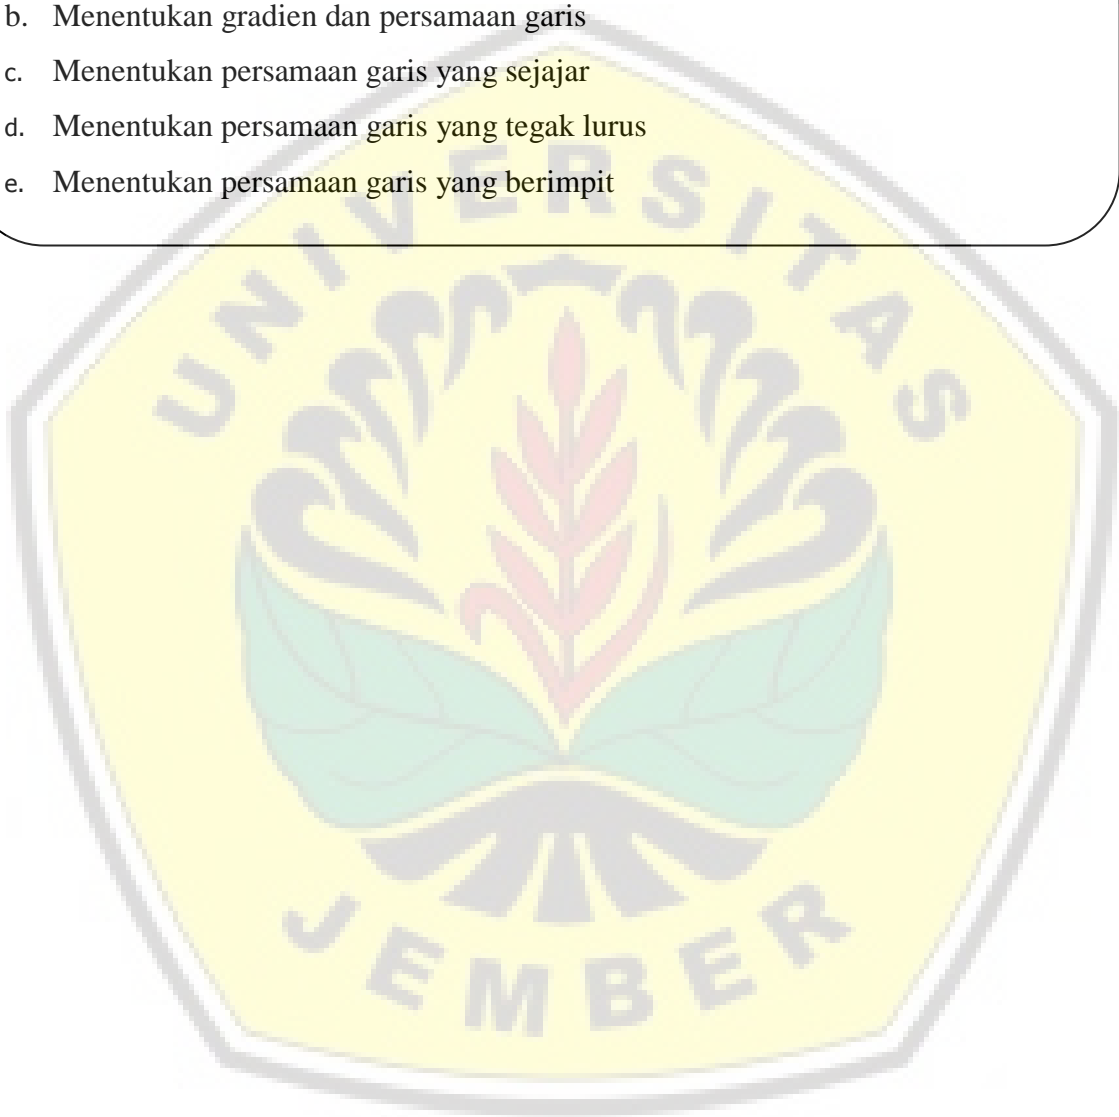 b. Menentukan gradien dan persamaan garis
c. Menentukan persamaan garis yang sejajar
d. Menentukan persamaan garis yang tegak lurus
e. Menentukan persamaan garis yang berimpit
UNIVERSITAS
JEMBER